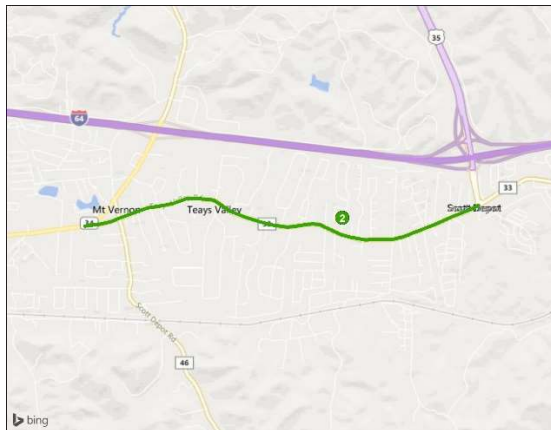 35
64
33
Mt Vernon
Teays Valley
2
Scott Depot
34
Scott Depot Rd
46
bing